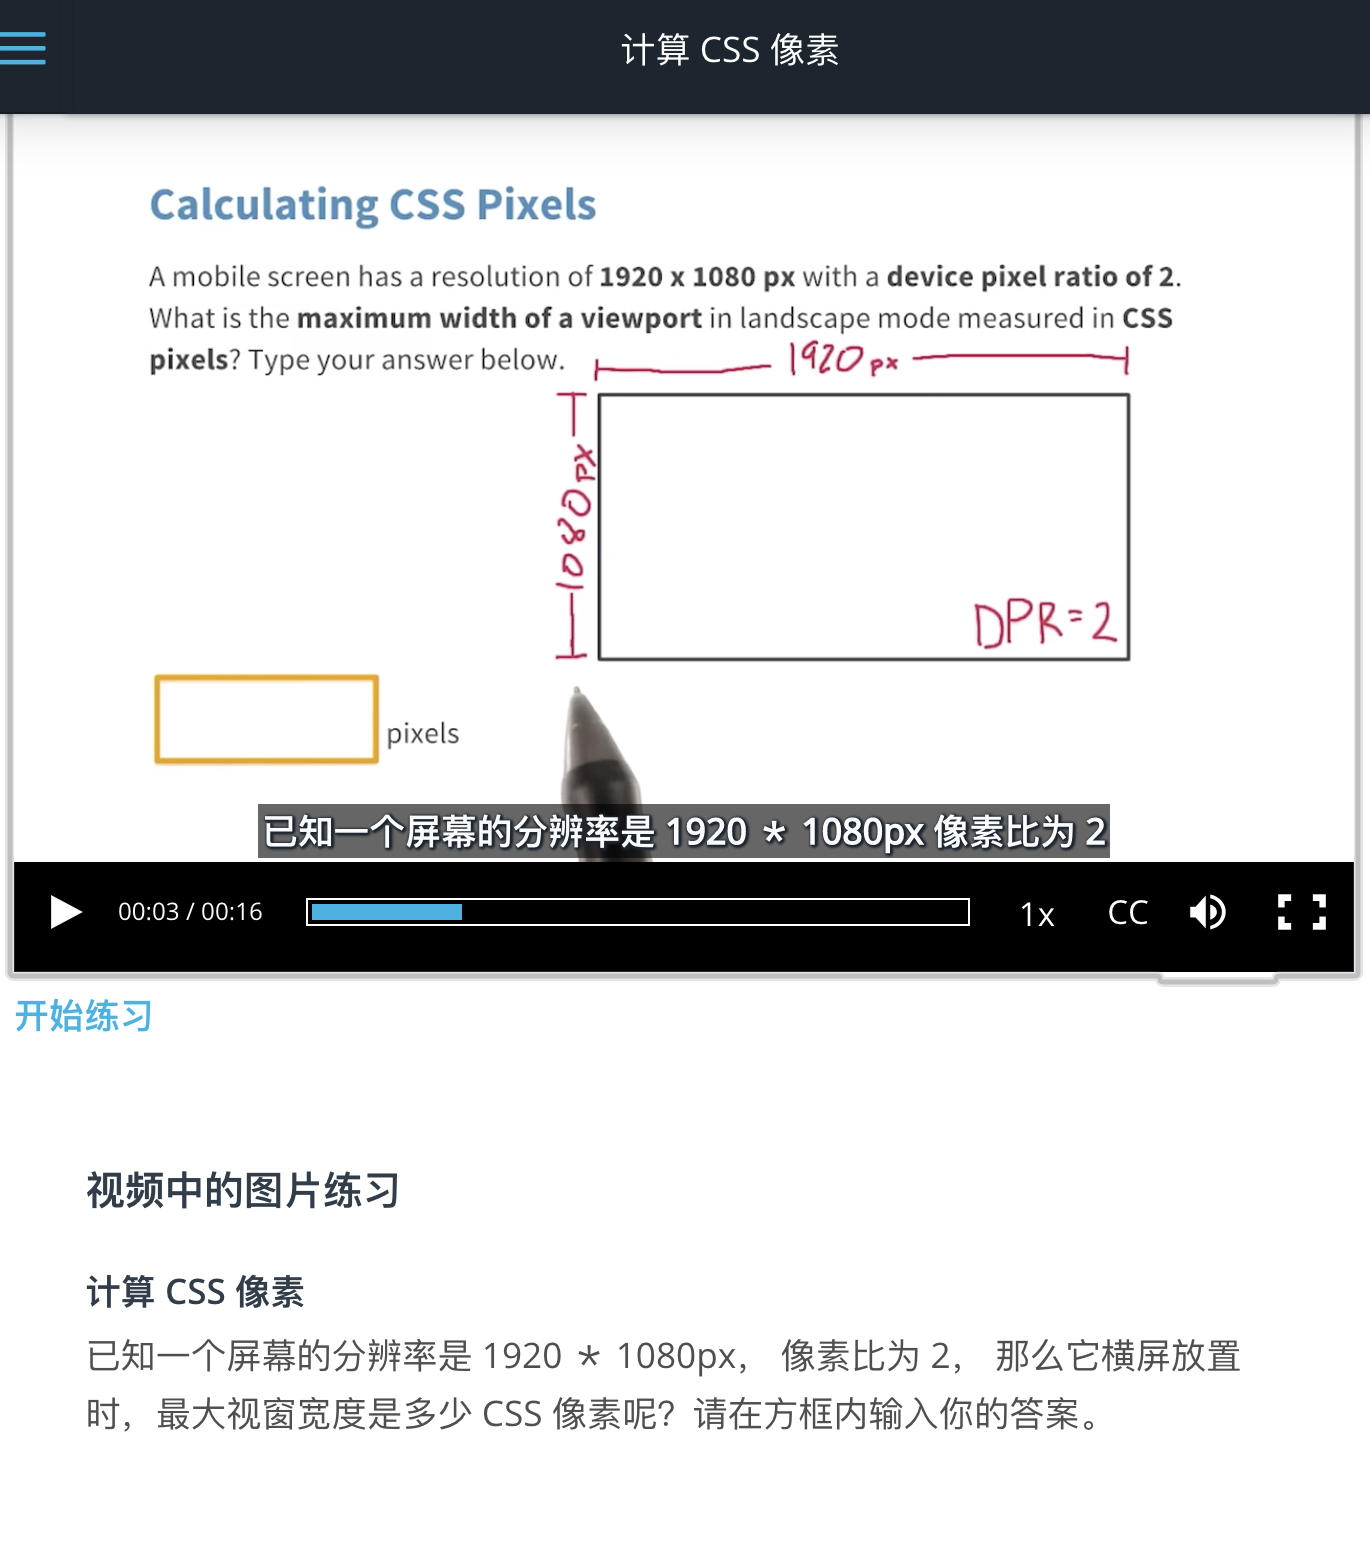 计算 CSS 像素
Calculating CSS Pixels
A mobile screen has a resolution of 1920 x 1080 px with a device pixel ratio of 2.
What is the maximum width of a viewport in landscape mode measured in CSS
pixels? Type your answer below.
1920 px
1080 px
DPR=2
pixels
已知一个屏幕的分辨率是 1920 * 1080px 像素比为 2
00:03 / 00:16
1x
CC
开始练习
视频中的图片练习
计算 CSS 像素
已知一个屏幕的分辨率是 1920 * 1080px， 像素比为 2， 那么它横屏放置
时，最大视窗宽度是多少 CSS 像素呢？请在方框内输入你的答案。